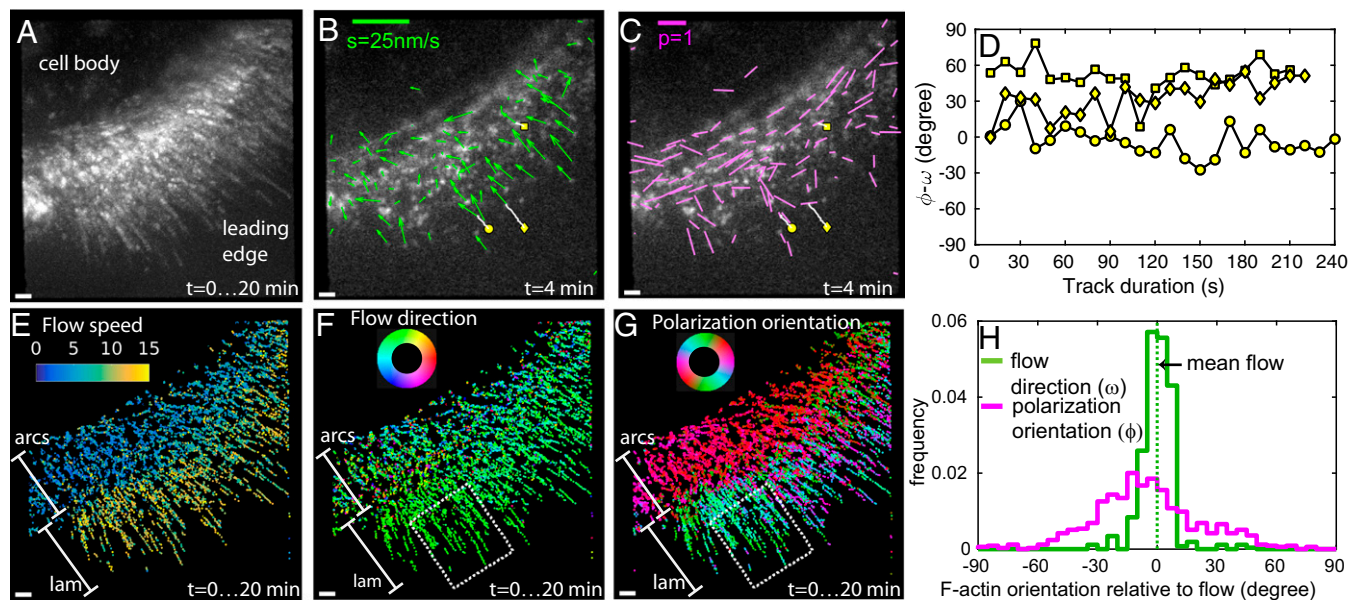 A
cell body
leading
edge
t=0...20 min
B
s=25nm/s
t=4 min
C
p=1
t=4 min
D
90
60
30
0
-30
-60
-90
ϕ-ω (degree)
0 30 60 90 120 150 180 210 240
Track duration (s)
E
Flow speed
0 5 10 15
arcs
lam
t=0...20 min
F
Flow direction
arcs
lam
t=0...20 min
G
Polarization orientation
arcs
lam
t=0...20 min
H
0.06
0.04
0.02
0
frequency
flow
direction (ω)
polarization
orientation (ϕ)
mean flow
-90 -60 -30 0 30 60 90
F-actin orientation relative to flow (degree)